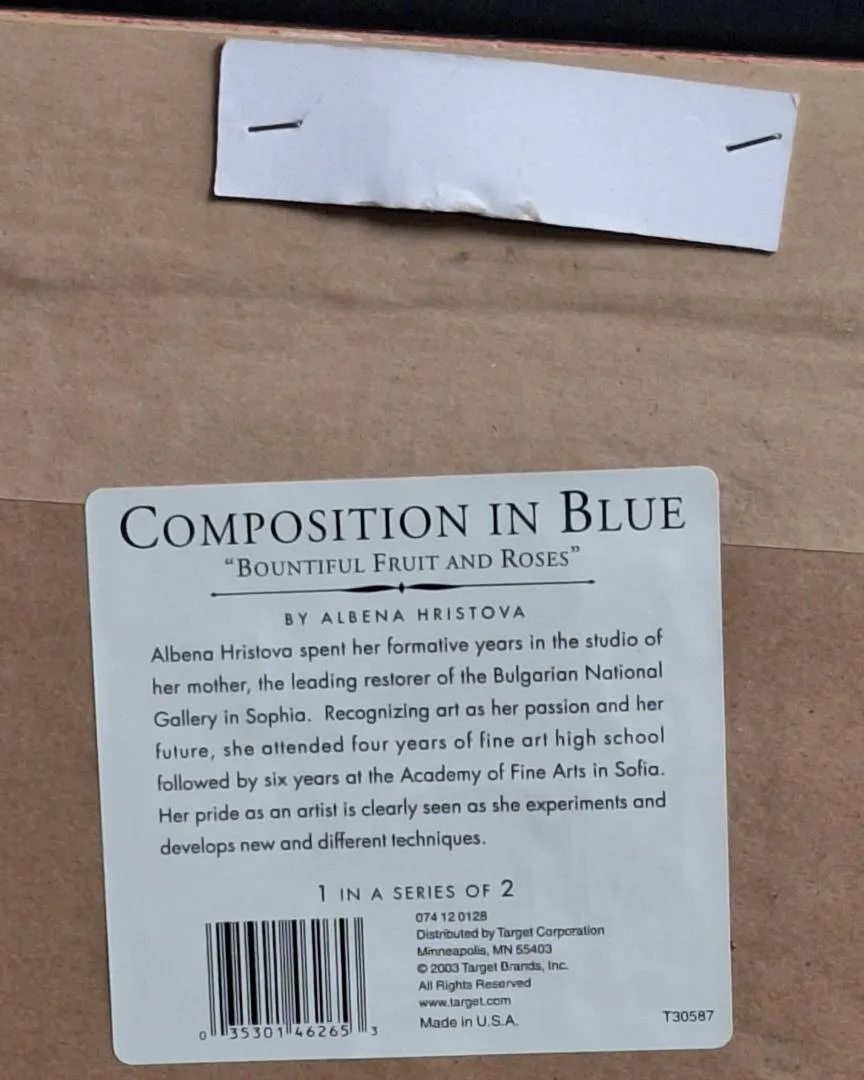 COMPOSITION IN BLUE
“BOUNTIFUL FRUIT AND ROSES”
BY ALBENA HRISTOVA
Albena Hristova spent her formative years in the studio of
her mother, the leading restorer of the Bulgarian National
Gallery in Sophia. Recognizing art as her passion and her
future, she attended four years of fine art high school
followed by six years at the Academy of Fine Arts in Sofia.
Her pride as an artist is clearly seen as she experiments and
develops new and different techniques.
1 IN A SERIES OF 2
074 12 0128
Distributed by Target Corporation
Minneapolis, MN 55403
© 2003 Target Brands, Inc.
All Rights Reserved
www.target.com
Made in U.S.A.
T30587
0 35301 46265 3